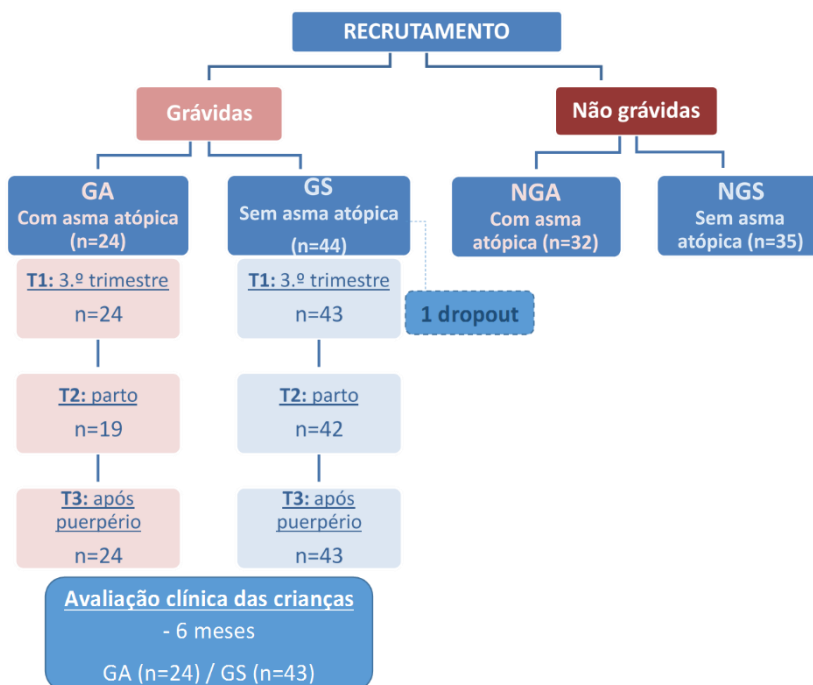 RECRUTAMENTO
Grávidas
Não grávidas
GA
Com asma atópica
(n=24)
GS
Sem asma atópica
(n=44)
NGA
Com asma
atópica (n=32)
NGS
Sem asma
atópica (n=35)
T1: 3.º trimestre
n=24
T1: 3.º trimestre
n=43
1 dropout
T2: parto
n=19
T2: parto
n=42
T3: após
puerpério
n=24
T3: após
puerpério
n=43
Avaliação clínica das crianças
- 6 meses
GA (n=24) / GS (n=43)